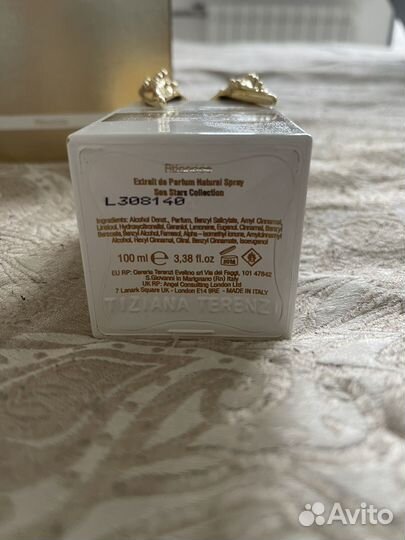 Extrait de Parfum Natural Spray
Sea Stars Collection
L308140
Ingredients: Alcohol Denat., Parfum, Benzyl Salicylate, Amyl Cinnamal,
Linalool, Hydroxycitronellal, Geraniol, Limonene, Eugenol, Cinnamal, Benzyl
Benzoate, Benzyl Alcohol, Farnesol, Alpha-isomethyl ionone, Amylcinnamyl
Alcohol, Hexyl Cinnamal, Citral, Benzyl Cinnamate, Isoeugenol
100 ml e 3,38 fl.oz
EU RP: Cereria Terenzi Evelino srl Via dei Faggi, 101 47842
S.Giovanni in Marignano (Rn) Italy
UK RP: Angel Consulting London Ltd
7 Lanark Square UK - London E14 9RE - MADE IN ITALY
TIZIANA TERENZI
Avito